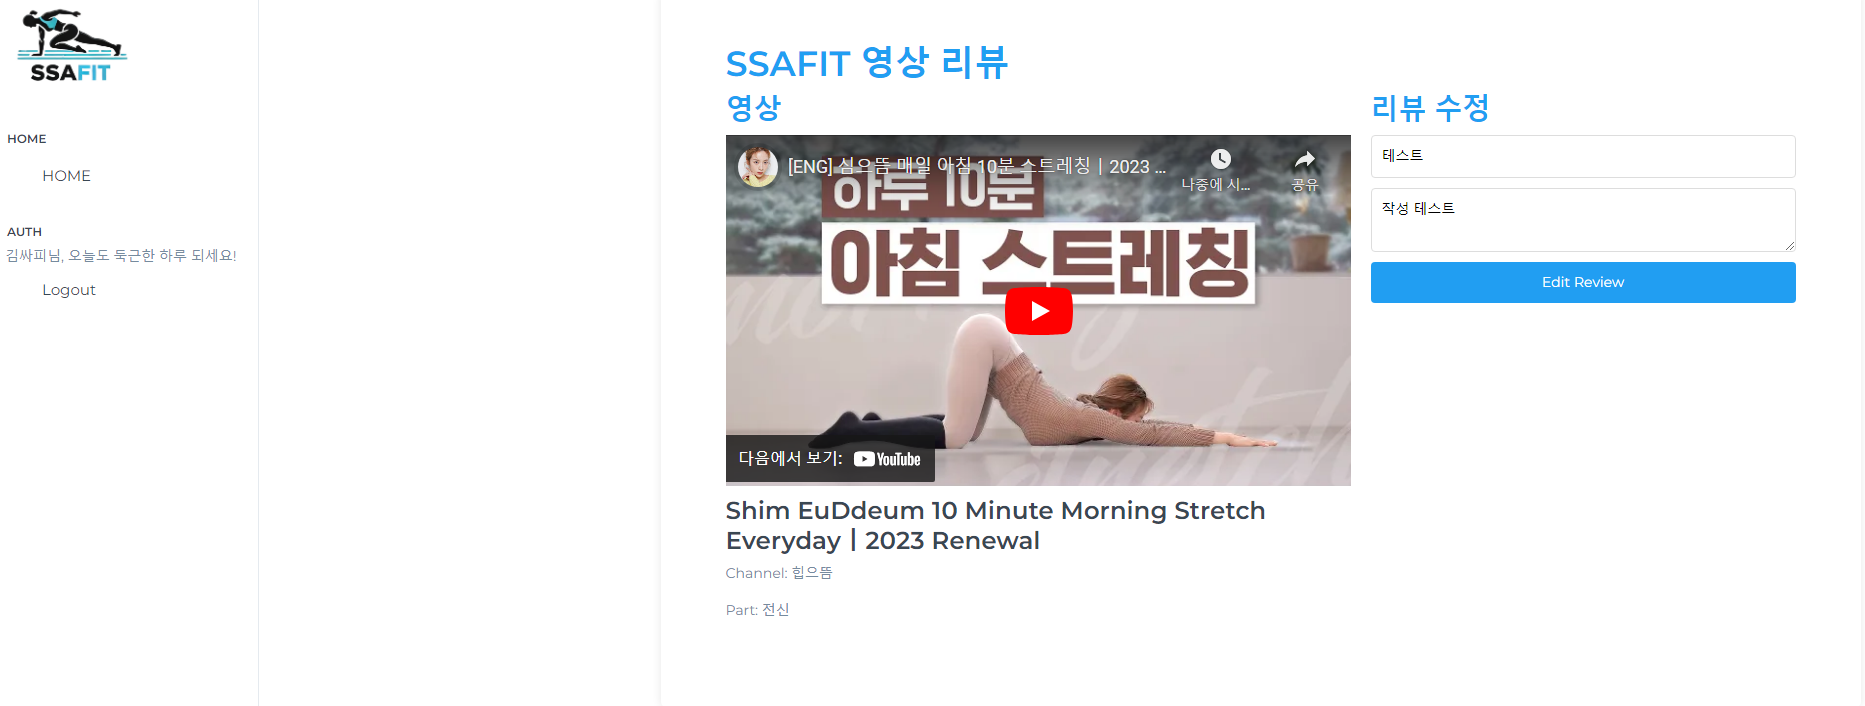 SSAFIT
HOME
HOME
AUTH
김싸피님, 오늘도 둑근한 하루 되세요!
Logout
SSAFIT 영상 리뷰
영상
[ENG] 심으뜸 매일 아침 10분 스트레칭 | 2023 ...
나중에 시...
공유
하루 10분
아침 스트레칭
다음에서 보기: YouTube
Shim EuDdeum 10 Minute Morning Stretch
Everyday | 2023 Renewal
Channel: 힙으뜸
Part: 전신
리뷰 수정
테스트
작성 테스트
Edit Review